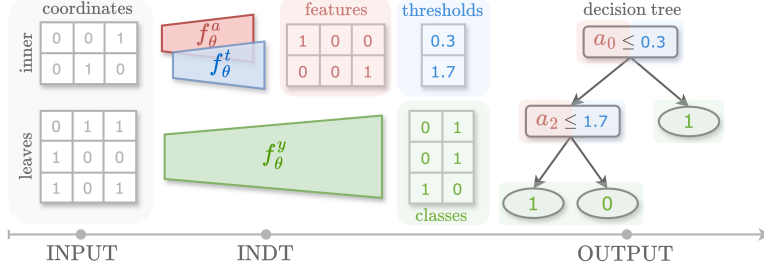 coordinates
features
thresholds
decision tree
inner
0 0 1
0 1 0
f_θ^a
f_θ^t
1 0 0
0 0 1
0.3
1.7
a_0 ≤ 0.3
a_2 ≤ 1.7
1
leaves
0 1 1
1 0 0
1 0 1
f_θ^y
0 1
0 1
1 0
classes
1
0
INPUT
INDT
OUTPUT